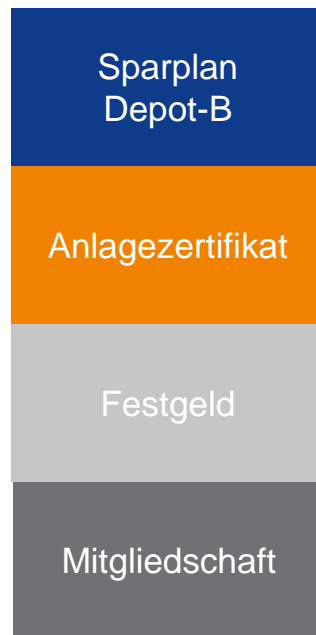 Sparplan
Depot-B
Anlagezertifikat
Festgeld
Mitgliedschaft